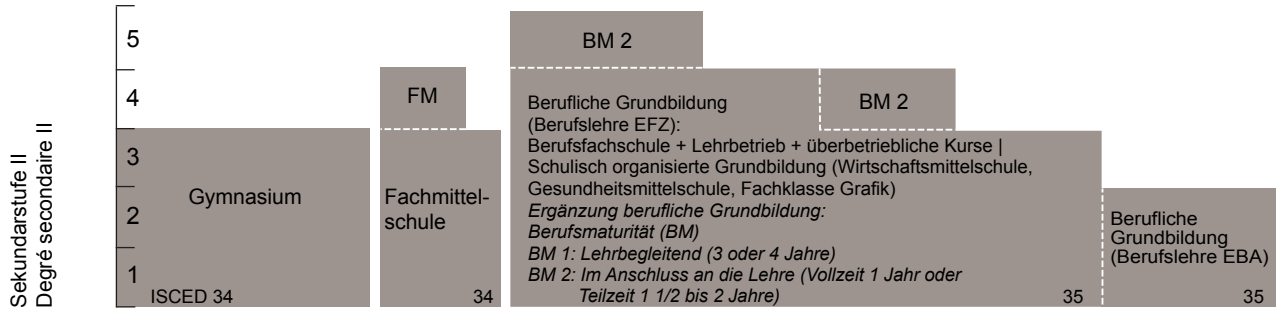 Sekundarstufe II
Degré secondaire II
5
4
3
2
1
Gymnasium
ISCED 34
FM
Fachmittel-
schule
34
BM 2
BM 2
Berufliche Grundbildung
(Berufslehre EFZ):
Berufsfachschule + Lehrbetrieb + überbetriebliche Kurse |
Schulisch organisierte Grundbildung (Wirtschaftsmittelschule,
Gesundheitsmittelschule, Fachklasse Grafik)
Ergänzung berufliche Grundbildung:
Berufsmaturität (BM)
BM 1: Lehrbegleitend (3 oder 4 Jahre)
BM 2: Im Anschluss an die Lehre (Vollzeit 1 Jahr oder
Teilzeit 1 1/2 bis 2 Jahre)
35
Berufliche
Grundbildung
(Berufslehre EBA)
35